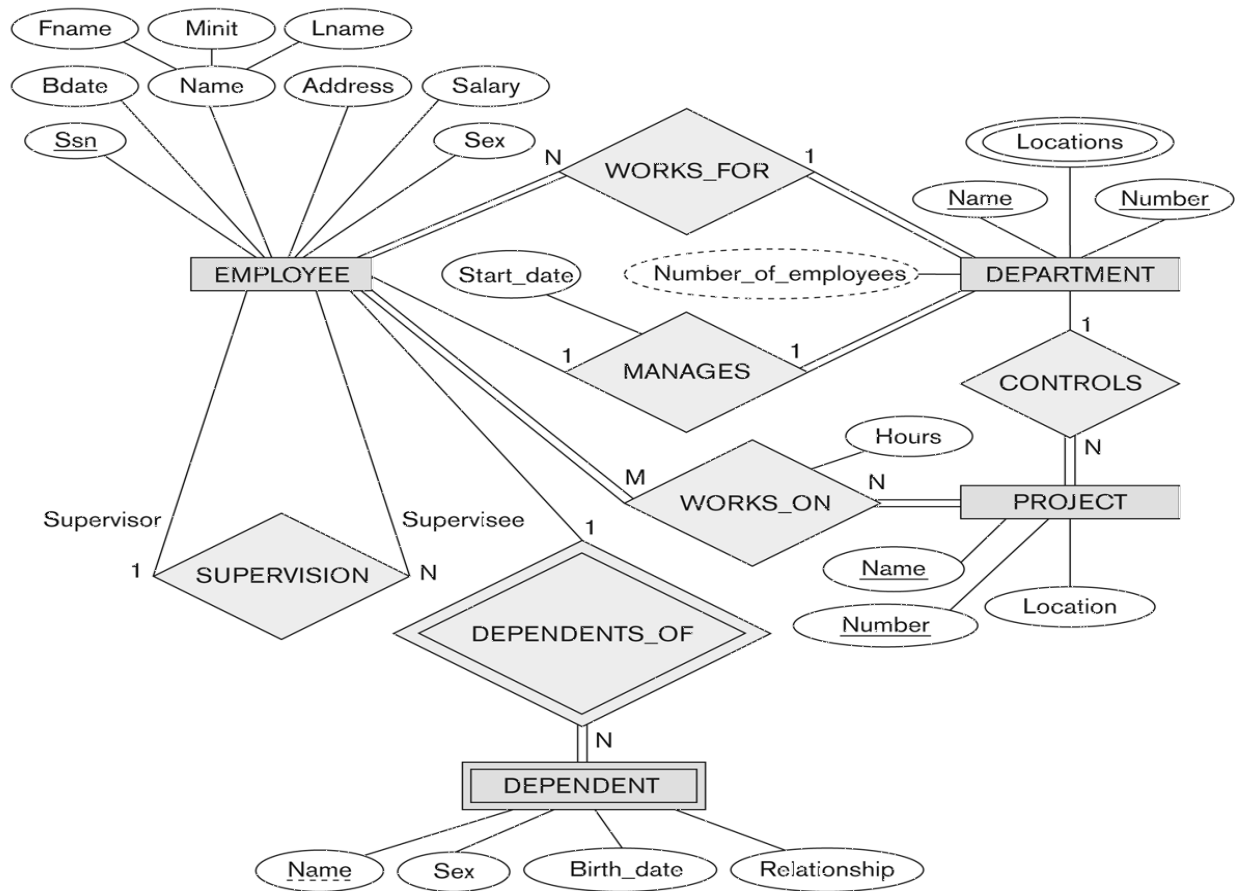 Fname
Minit
Lname
Bdate
Name
Address
Salary
Ssn
Sex
N
WORKS_FOR
1
Locations
Name
Number
EMPLOYEE
Start_date
Number_of_employees
DEPARTMENT
1
MANAGES
1
1
CONTROLS
N
Hours
M
WORKS_ON
N
PROJECT
Supervisor
Supervisee
1
SUPERVISION
N
1
Name
Number
Location
DEPENDENTS_OF
N
DEPENDENT
Name
Sex
Birth_date
Relationship